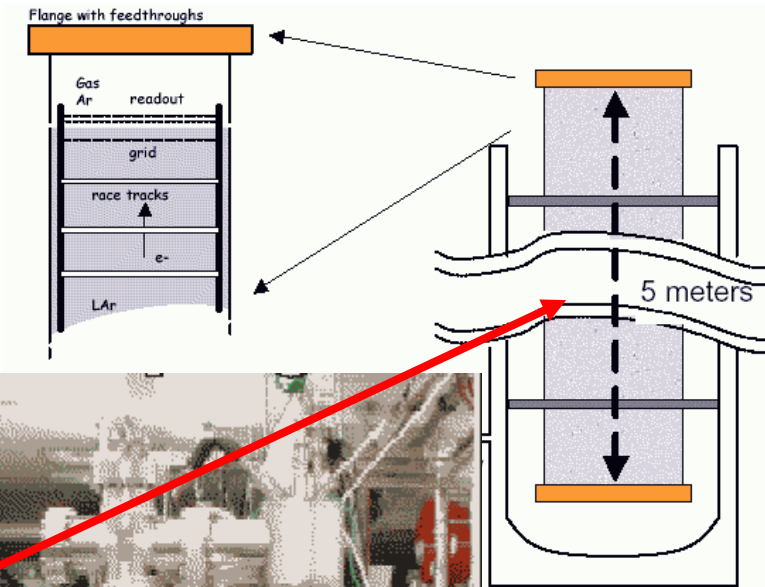 Flange with feedthroughs
Gas
Ar readout
grid
race tracks
e-
LAr
5 meters